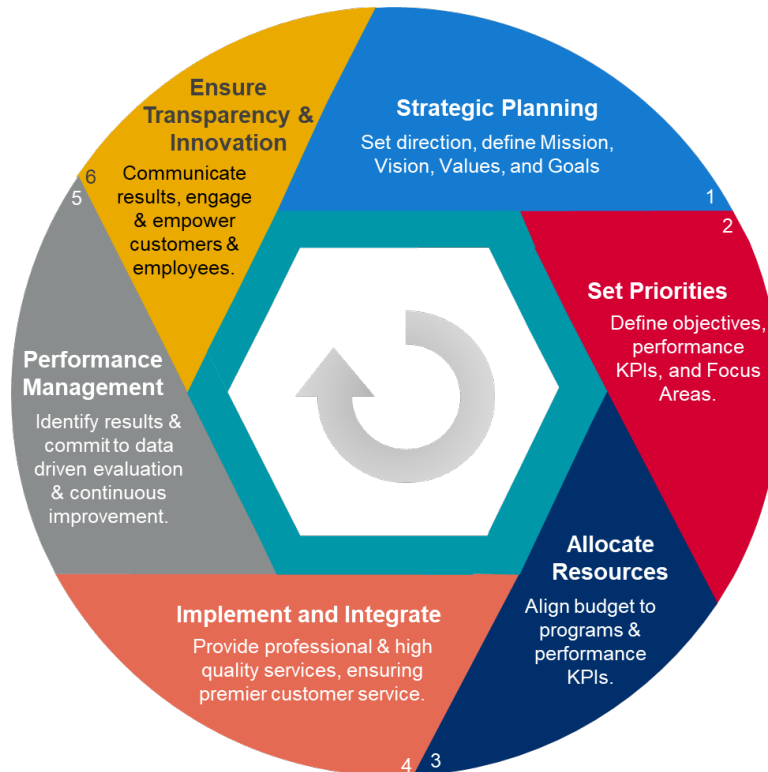 Strategic Planning
Set direction, define Mission,
Vision, Values, and Goals
1
2
Set Priorities
Define objectives,
performance
KPIs, and Focus
Areas.
Allocate
Resources
Align budget to
programs &
performance
KPIs.
3
4
Implement and Integrate
Provide professional & high
quality services, ensuring
premier customer service.
Performance
Management
Identify results &
commit to data
driven evaluation
& continuous
improvement.
5
6
Ensure
Transparency &
Innovation
Communicate
results, engage
& empower
customers &
employees.